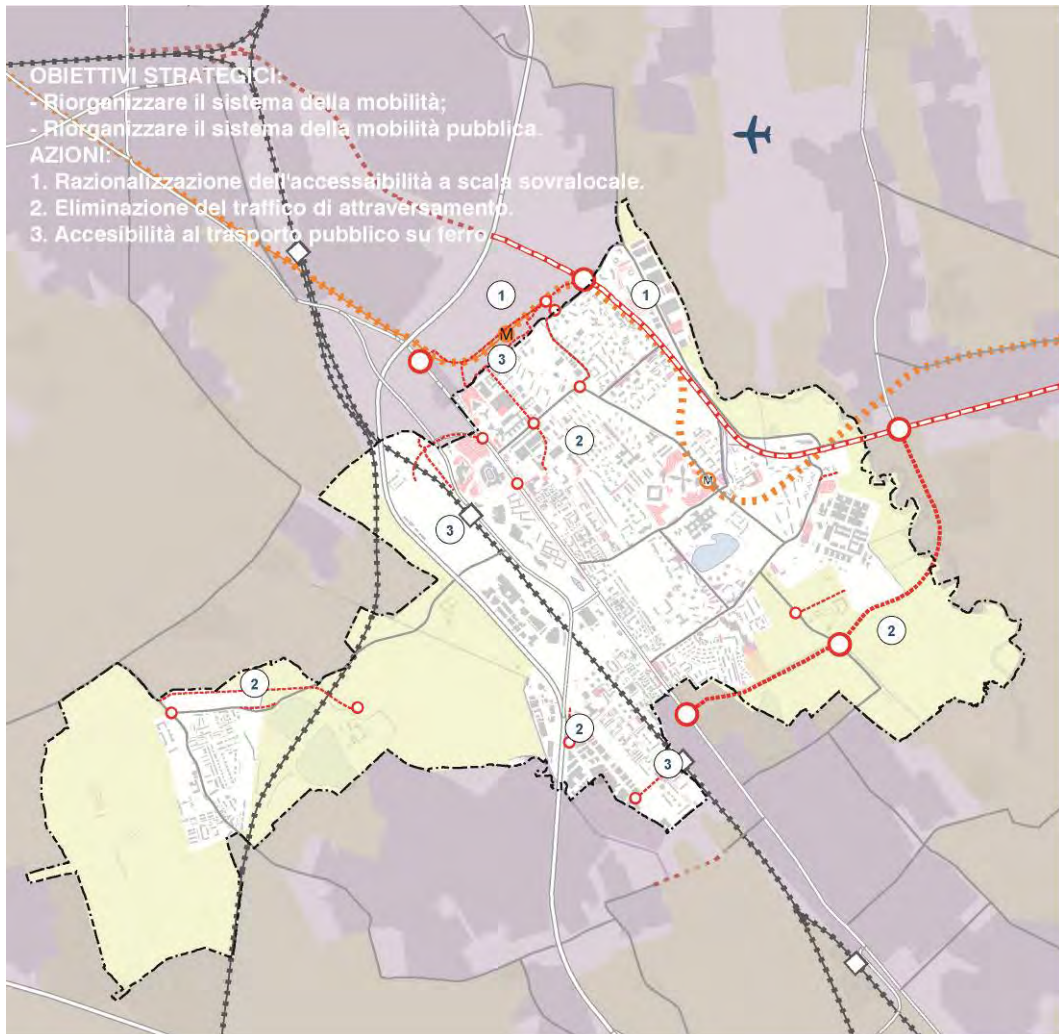 OBIETTIVI STRATEGICI:
- Riorganizzare il sistema della mobilità;
- Riorganizzare il sistema della mobilità pubblica.
AZIONI:
1. Razionalizzazione dell'accessaibilità a scala sovralocale.
2. Eliminazione del traffico di attraversamento.
3. Accesibilità al trasporto pubblico su ferro.
1
1
M
3
2
M
3
2
2
2
3